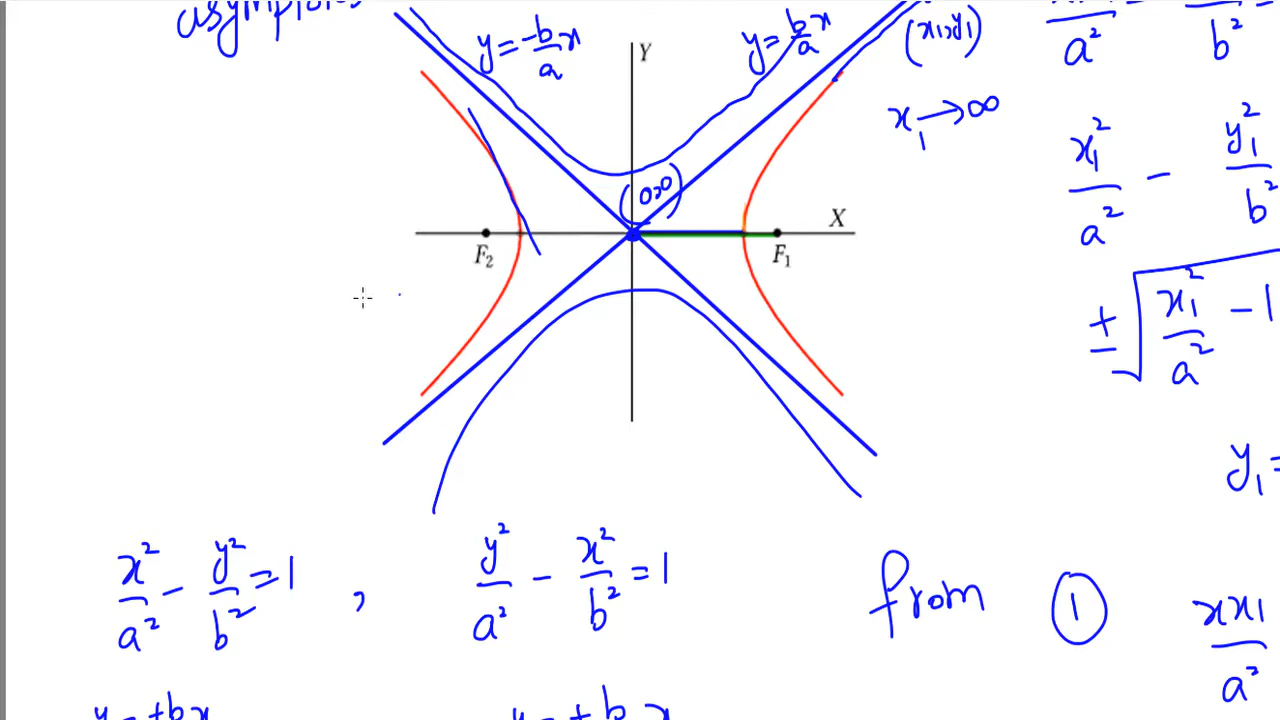 asymptotes
y = -b/a x
y = b/a x
(x₁, y₁)
Y
x₁ → ∞
x₁²/a² - y₁²/b²
(0,0)
X
F₂
F₁
± √x₁²/a² - 1
y₁ =
x²/a² - y²/b² = 1 , y²/a² - x²/b² = 1
from ①
xx₁/a²